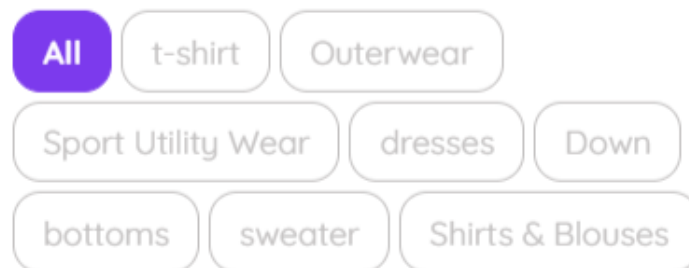 All t-shirt Outerwear
Sport Utility Wear dresses Down
bottoms sweater Shirts & Blouses